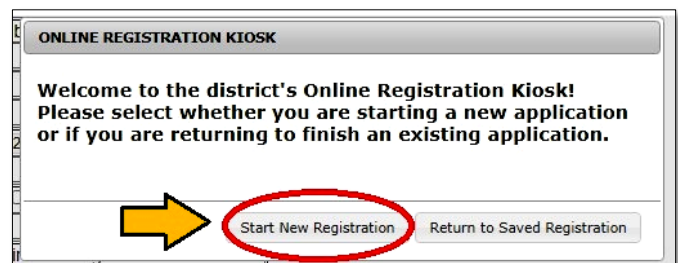 ONLINE REGISTRATION KIOSK
Welcome to the district's Online Registration Kiosk!
Please select whether you are starting a new application
or if you are returning to finish an existing application.
Start New Registration Return to Saved Registration